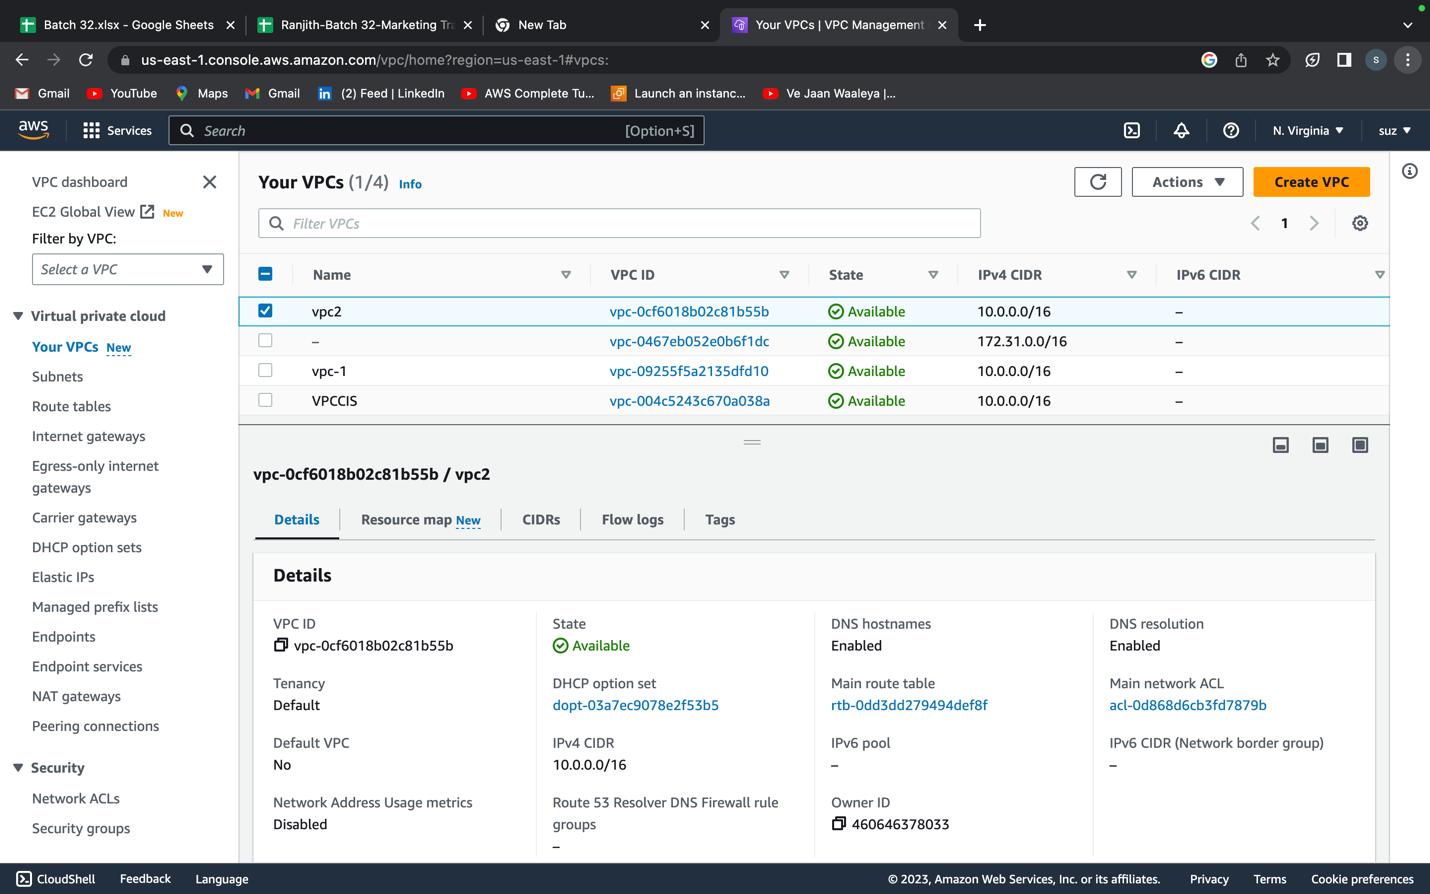 Batch 32.xlsx - Google Sheets
Ranjith-Batch 32-Marketing Tra
New Tab
Your VPCs | VPC Management
us-east-1.console.aws.amazon.com/vpc/home?region=us-east-1#vpcs:
S
Gmail
YouTube
Maps
Gmail
(2) Feed | LinkedIn
AWS Complete Tu...
Launch an instanc...
Ve Jaan Waaleya |...
aws
Services
Search
[Option+S]
N. Virginia
suz
VPC dashboard
EC2 Global View New
Filter by VPC:
Select a VPC
Virtual private cloud
Your VPCs New
Subnets
Route tables
Internet gateways
Egress-only internet
gateways
Carrier gateways
DHCP option sets
Elastic IPs
Managed prefix lists
Endpoints
Endpoint services
NAT gateways
Peering connections
Security
Network ACLs
Security groups
Your VPCs (1/4) Info
Actions
Create VPC
Filter VPCs
1
Name VPC ID State IPv4 CIDR IPv6 CIDR
vpc2 vpc-0cf6018b02c81b55b Available 10.0.0.0/16 –
– vpc-0467eb052e0b6f1dc Available 172.31.0.0/16 –
vpc-1 vpc-09255f5a2135dfd10 Available 10.0.0.0/16 –
VPCCIS vpc-004c5243c670a038a Available 10.0.0.0/16 –
vpc-0cf6018b02c81b55b / vpc2
Details
Resource map New
CIDRs
Flow logs
Tags
Details
VPC ID
vpc-0cf6018b02c81b55b
State
Available
DNS hostnames
Enabled
DNS resolution
Enabled
Tenancy
Default
DHCP option set
dopt-03a7ec9078e2f53b5
Main route table
rtb-0dd3dd279494def8f
Main network ACL
acl-0d868d6cb3fd7879b
Default VPC
No
IPv4 CIDR
10.0.0.0/16
IPv6 pool
–
IPv6 CIDR (Network border group)
–
Network Address Usage metrics
Disabled
Route 53 Resolver DNS Firewall rule
groups
–
Owner ID
460646378033
CloudShell
Feedback
Language
© 2023, Amazon Web Services, Inc. or its affiliates.
Privacy
Terms
Cookie preferences